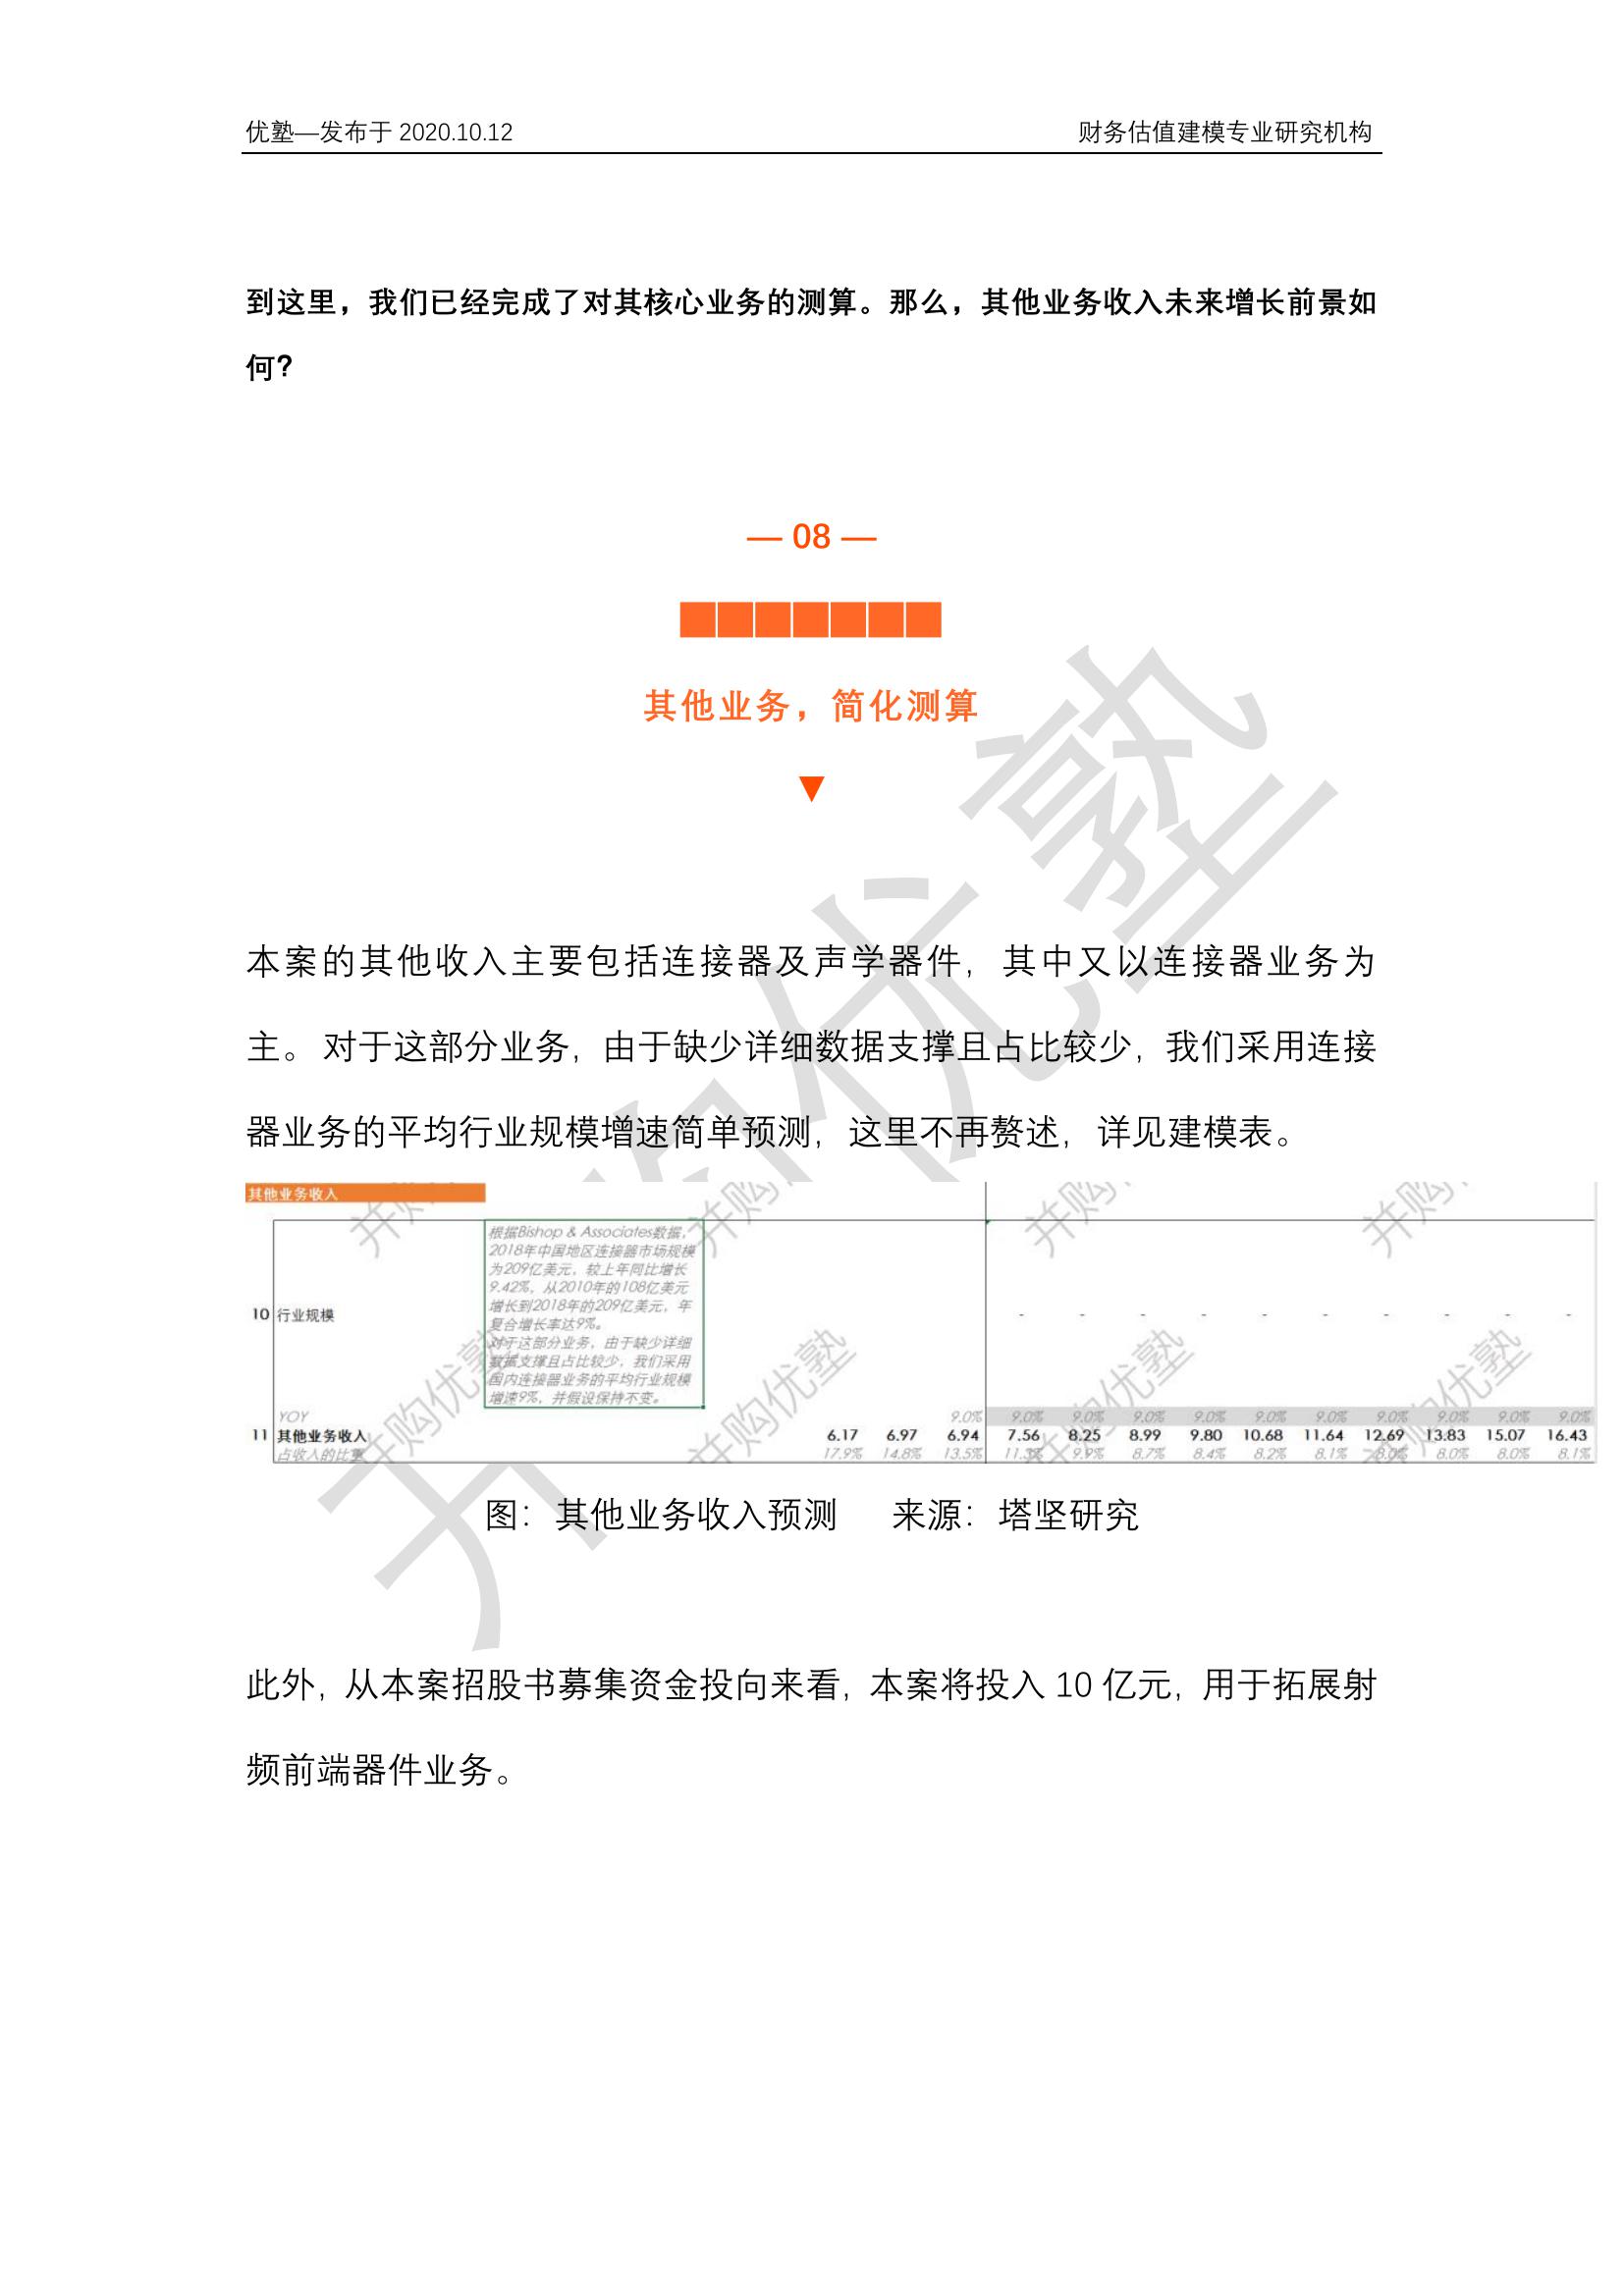 优塾—发布于 2020.10.12 财务估值建模专业研究机构
到这里，我们已经完成了对其核心业务的测算。那么，其他业务收入未来增长前景如
何？
— 08 —
■■■■■■■
其他业务，简化测算
▼
本案的其他收入主要包括连接器及声学器件，其中又以连接器业务为
主。 对于这部分业务，由于缺少详细数据支撑且占比较少，我们采用连接
器业务的平均行业规模增速简单预测，这里不再赘述，详见建模表。
其他业务收入
根据Bishop & Associates数据，
2018年中国地区连接器市场规模
为209亿美元，较上年同比增长
9.42%，从2010年的108亿美元
增长到2018年的209亿美元，年
复合增长率达9%。
对于这部分业务，由于缺少详细
数据支撑且占比较少，我们采用
国内连接器业务的平均行业规模
增速9%，并假设保持不变。
10 行业规模 - - - - - - - - - -
YOY 9.0% 9.0% 9.0% 9.0% 9.0% 9.0% 9.0% 9.0% 9.0% 9.0% 9.0%
11 其他业务收入 6.17 6.97 6.94 7.56 8.25 8.99 9.80 10.68 11.64 12.69 13.83 15.07 16.43
占收入的比重 17.9% 14.8% 13.5% 11.3% 9.9% 8.7% 8.4% 8.2% 8.1% 8.0% 8.0% 8.0% 8.1%
图：其他业务收入预测 来源：塔坚研究
此外，从本案招股书募集资金投向来看，本案将投入 10 亿元，用于拓展射
频前端器件业务。
并购优塾